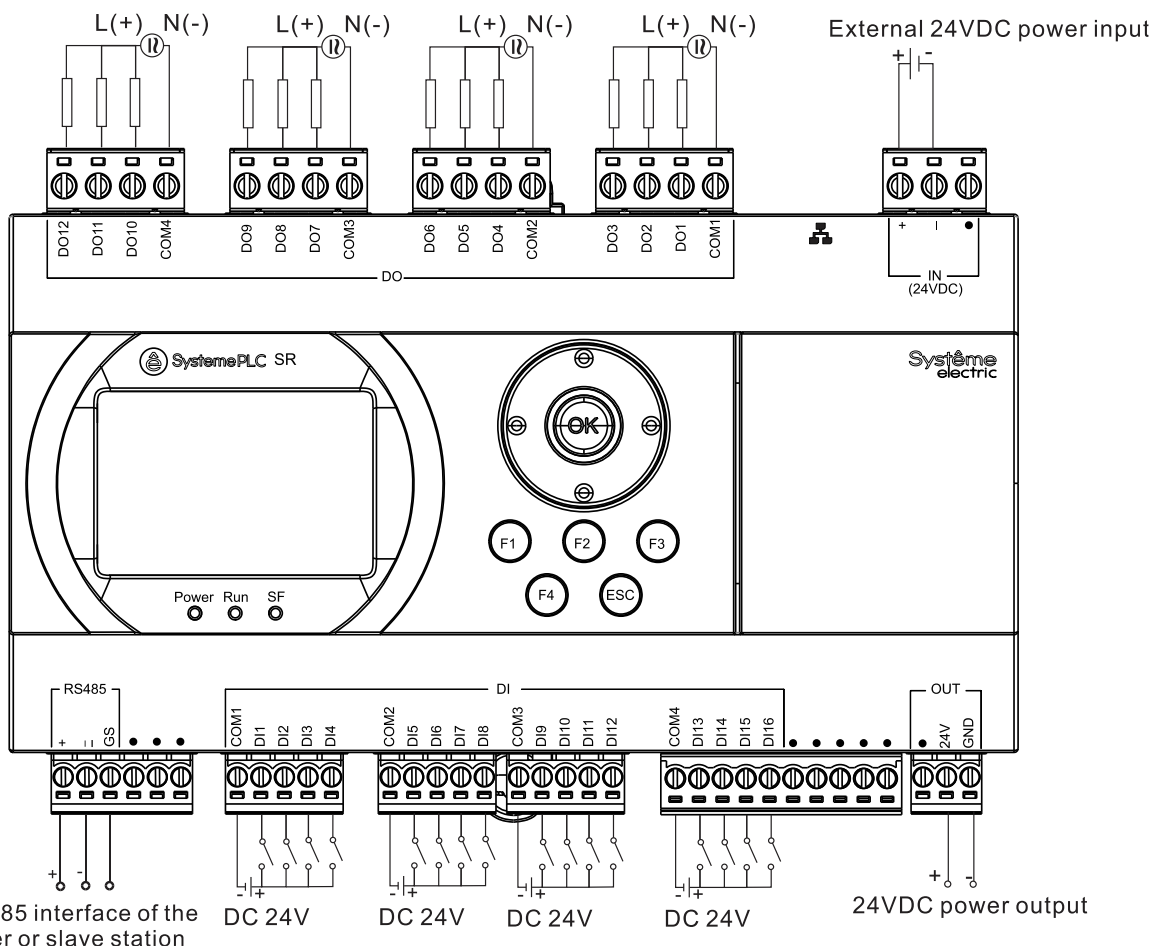 L(+) N(-) L(+) N(-) L(+) N(-) L(+) N(-)
External 24VDC power input
+ -
DO12 DO11 DO10 COM4 DO9 DO8 DO7 COM3 DO6 DO5 DO4 COM2 DO3 DO2 DO1 COM1
+ −
DO
IN
(24VDC)
ê SystemePLC SR
Système
electric
OK
F1 F2 F3
F4 ESC
Power Run SF
RS485
DI
OUT
+ GS
COM1 DI1 DI2 DI3 DI4 COM2 DI5 DI6 DI7 DI8 COM3 DI9 DI10 DI11 DI12 COM4 DI13 DI14 DI15 DI16
24V GND
+ -
- + - + - + - +
+ -
DC 24V DC 24V DC 24V DC 24V
24VDC power output
85 interface of the
or slave station